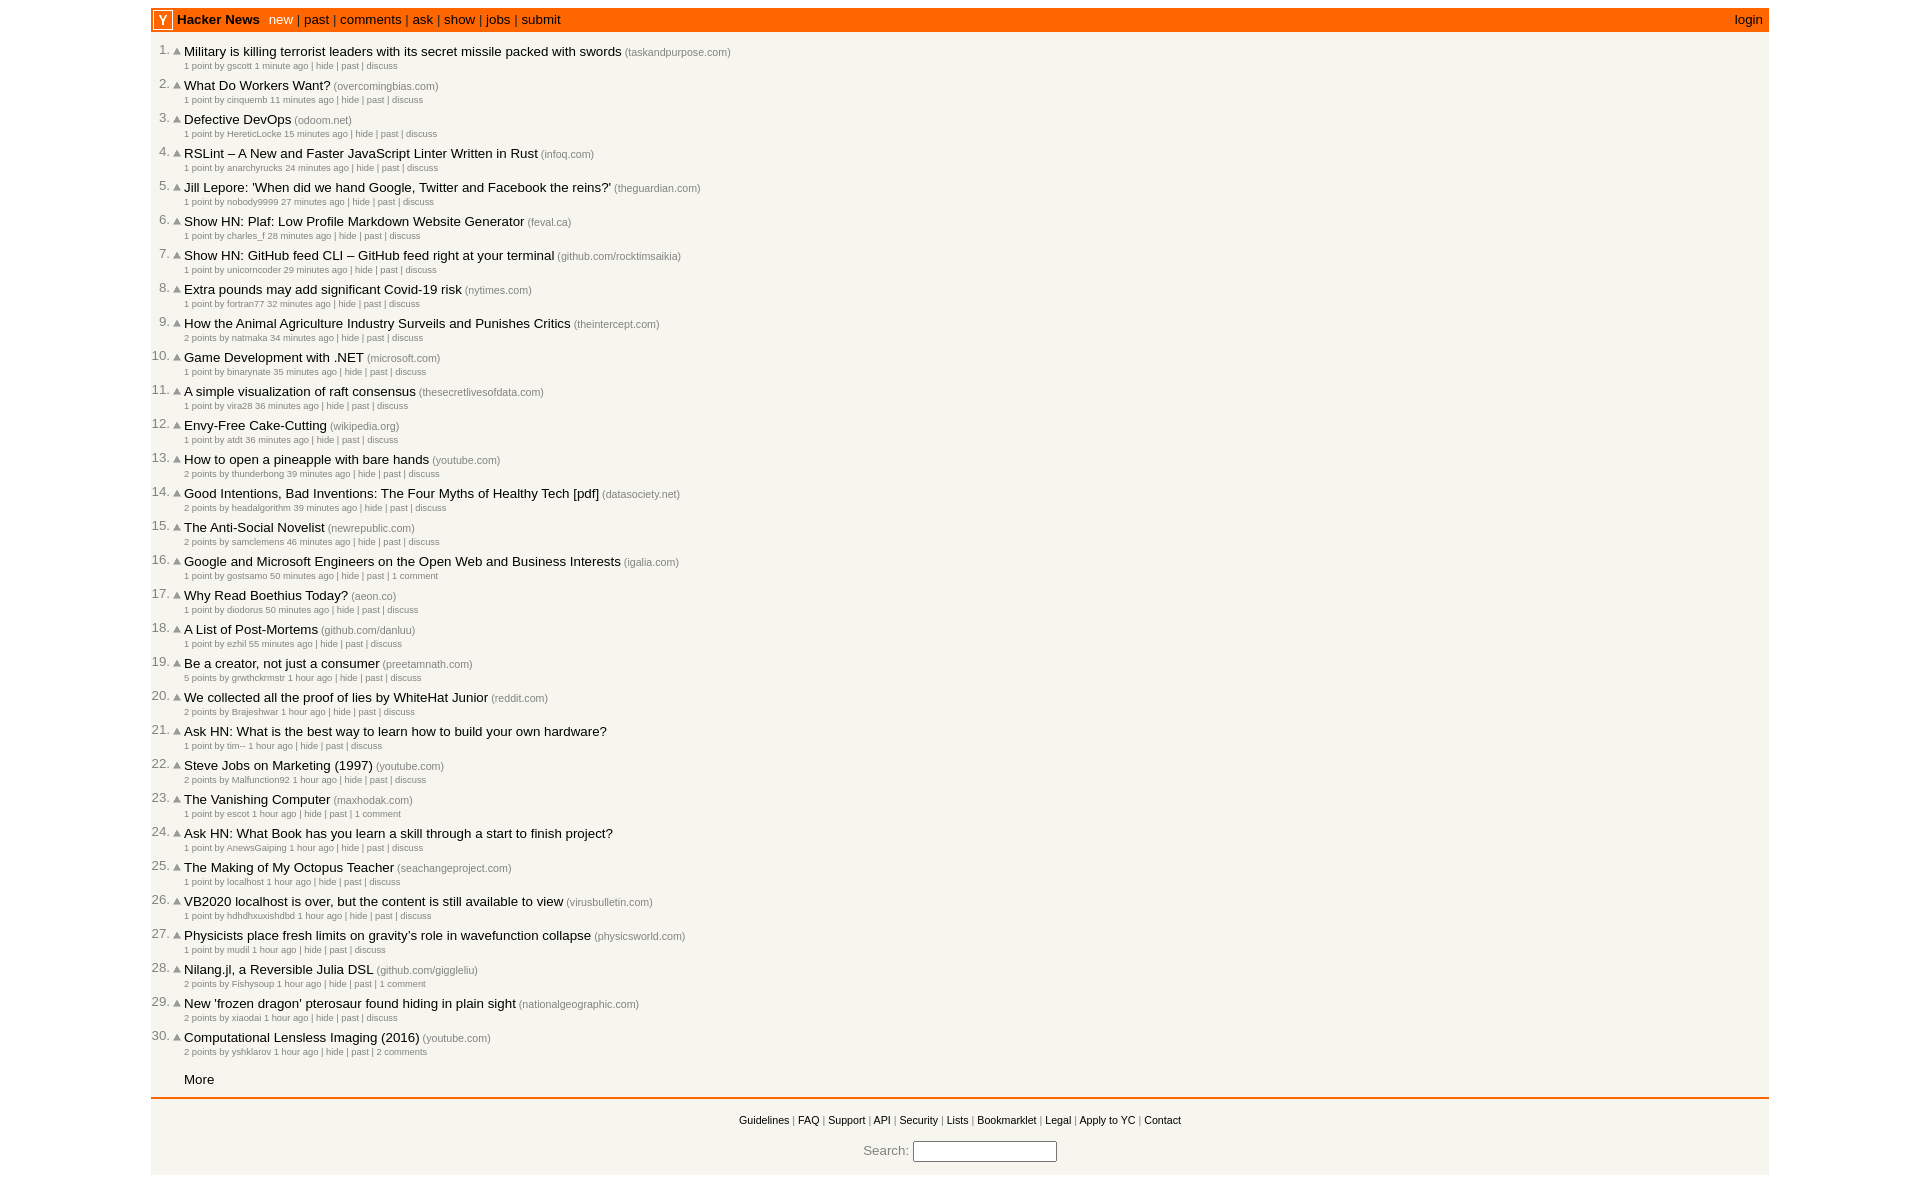 Y Hacker News new | past | comments | ask | show | jobs | submit login
1. Military is killing terrorist leaders with its secret missile packed with swords (taskandpurpose.com)
1 point by gscott 1 minute ago | hide | past | discuss
2. What Do Workers Want? (overcomingbias.com)
1 point by cinquemb 11 minutes ago | hide | past | discuss
3. Defective DevOps (odoom.net)
1 point by HereticLocke 15 minutes ago | hide | past | discuss
4. RSLint – A New and Faster JavaScript Linter Written in Rust (infoq.com)
1 point by anarchyrucks 24 minutes ago | hide | past | discuss
5. Jill Lepore: 'When did we hand Google, Twitter and Facebook the reins?' (theguardian.com)
1 point by nobody9999 27 minutes ago | hide | past | discuss
6. Show HN: Plaf: Low Profile Markdown Website Generator (feval.ca)
1 point by charles_f 28 minutes ago | hide | past | discuss
7. Show HN: GitHub feed CLI – GitHub feed right at your terminal (github.com/rocktimsaikia)
1 point by unicorncoder 29 minutes ago | hide | past | discuss
8. Extra pounds may add significant Covid-19 risk (nytimes.com)
1 point by fortran77 32 minutes ago | hide | past | discuss
9. How the Animal Agriculture Industry Surveils and Punishes Critics (theintercept.com)
2 points by natmaka 34 minutes ago | hide | past | discuss
10. Game Development with .NET (microsoft.com)
1 point by binarynate 35 minutes ago | hide | past | discuss
11. A simple visualization of raft consensus (thesecretlivesofdata.com)
1 point by vira28 36 minutes ago | hide | past | discuss
12. Envy-Free Cake-Cutting (wikipedia.org)
1 point by atdt 36 minutes ago | hide | past | discuss
13. How to open a pineapple with bare hands (youtube.com)
2 points by thunderbong 39 minutes ago | hide | past | discuss
14. Good Intentions, Bad Inventions: The Four Myths of Healthy Tech [pdf] (datasociety.net)
2 points by headalgorithm 39 minutes ago | hide | past | discuss
15. The Anti-Social Novelist (newrepublic.com)
2 points by samclemens 46 minutes ago | hide | past | discuss
16. Google and Microsoft Engineers on the Open Web and Business Interests (igalia.com)
1 point by gostsamo 50 minutes ago | hide | past | 1 comment
17. Why Read Boethius Today? (aeon.co)
1 point by diodorus 50 minutes ago | hide | past | discuss
18. A List of Post-Mortems (github.com/danluu)
1 point by ezhil 55 minutes ago | hide | past | discuss
19. Be a creator, not just a consumer (preetamnath.com)
5 points by grwthckrmstr 1 hour ago | hide | past | discuss
20. We collected all the proof of lies by WhiteHat Junior (reddit.com)
2 points by Brajeshwar 1 hour ago | hide | past | discuss
21. Ask HN: What is the best way to learn how to build your own hardware?
1 point by tim-- 1 hour ago | hide | past | discuss
22. Steve Jobs on Marketing (1997) (youtube.com)
2 points by Malfunction92 1 hour ago | hide | past | discuss
23. The Vanishing Computer (maxhodak.com)
1 point by escot 1 hour ago | hide | past | 1 comment
24. Ask HN: What Book has you learn a skill through a start to finish project?
1 point by AnewsGaiping 1 hour ago | hide | past | discuss
25. The Making of My Octopus Teacher (seachangeproject.com)
1 point by localhost 1 hour ago | hide | past | discuss
26. VB2020 localhost is over, but the content is still available to view (virusbulletin.com)
1 point by hdhdhxuxishdbd 1 hour ago | hide | past | discuss
27. Physicists place fresh limits on gravity’s role in wavefunction collapse (physicsworld.com)
1 point by mudil 1 hour ago | hide | past | discuss
28. Nilang.jl, a Reversible Julia DSL (github.com/giggleliu)
2 points by Fishysoup 1 hour ago | hide | past | 1 comment
29. New 'frozen dragon' pterosaur found hiding in plain sight (nationalgeographic.com)
2 points by xiaodai 1 hour ago | hide | past | discuss
30. Computational Lensless Imaging (2016) (youtube.com)
2 points by yshklarov 1 hour ago | hide | past | 2 comments
More
Guidelines | FAQ | Support | API | Security | Lists | Bookmarklet | Legal | Apply to YC | Contact
Search: